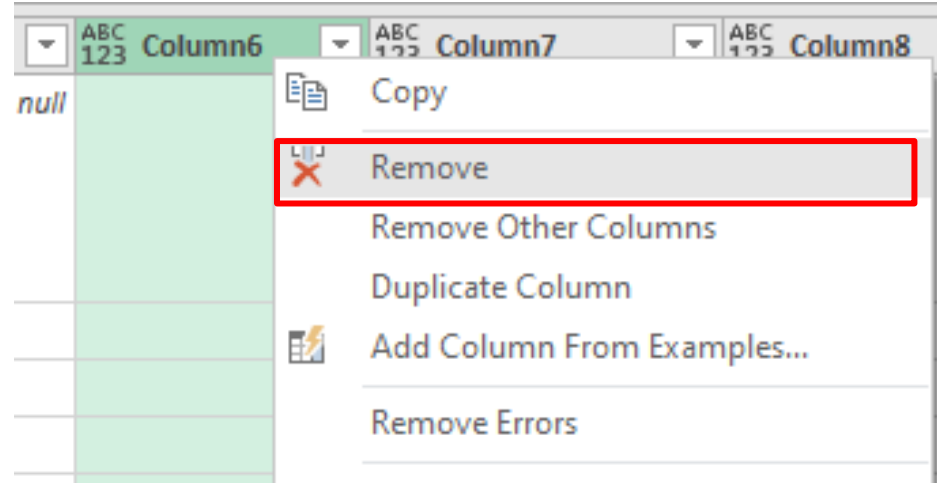 ABC 123 Column6 ABC 123 Column7 ABC 123 Column8
null
Copy
Remove
Remove Other Columns
Duplicate Column
Add Column From Examples...
Remove Errors